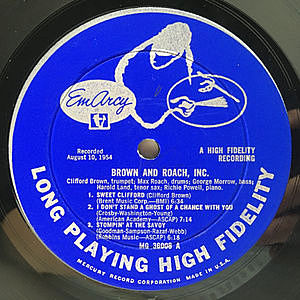 EmArcy
Recorded
August 10, 1954
A HIGH FIDELITY
RECORDING
BROWN AND ROACH, INC.
Clifford Brown, trumpet; Max Roach, drums; George Morrow, bass;
Harold Land, tenor sax; Richie Powell, piano.
1. SWEET CLIFFORD (Clifford Brown)
(Brent Music Corp.—BMI) 6:34
2. I DON'T STAND A GHOST OF A CHANCE WITH YOU
(Crosby-Washington-Young)
(American Academy—ASCAP) 7:14
3. STOMPIN' AT THE SAVOY
(Goodman-Sampson-Razaf-Webb)
(Robbins Music—ASCAP) 6:18
MG 36008 A
LONG PLAYING HIGH FIDELITY
MERCURY RECORD CORPORATION MADE IN U.S.A.